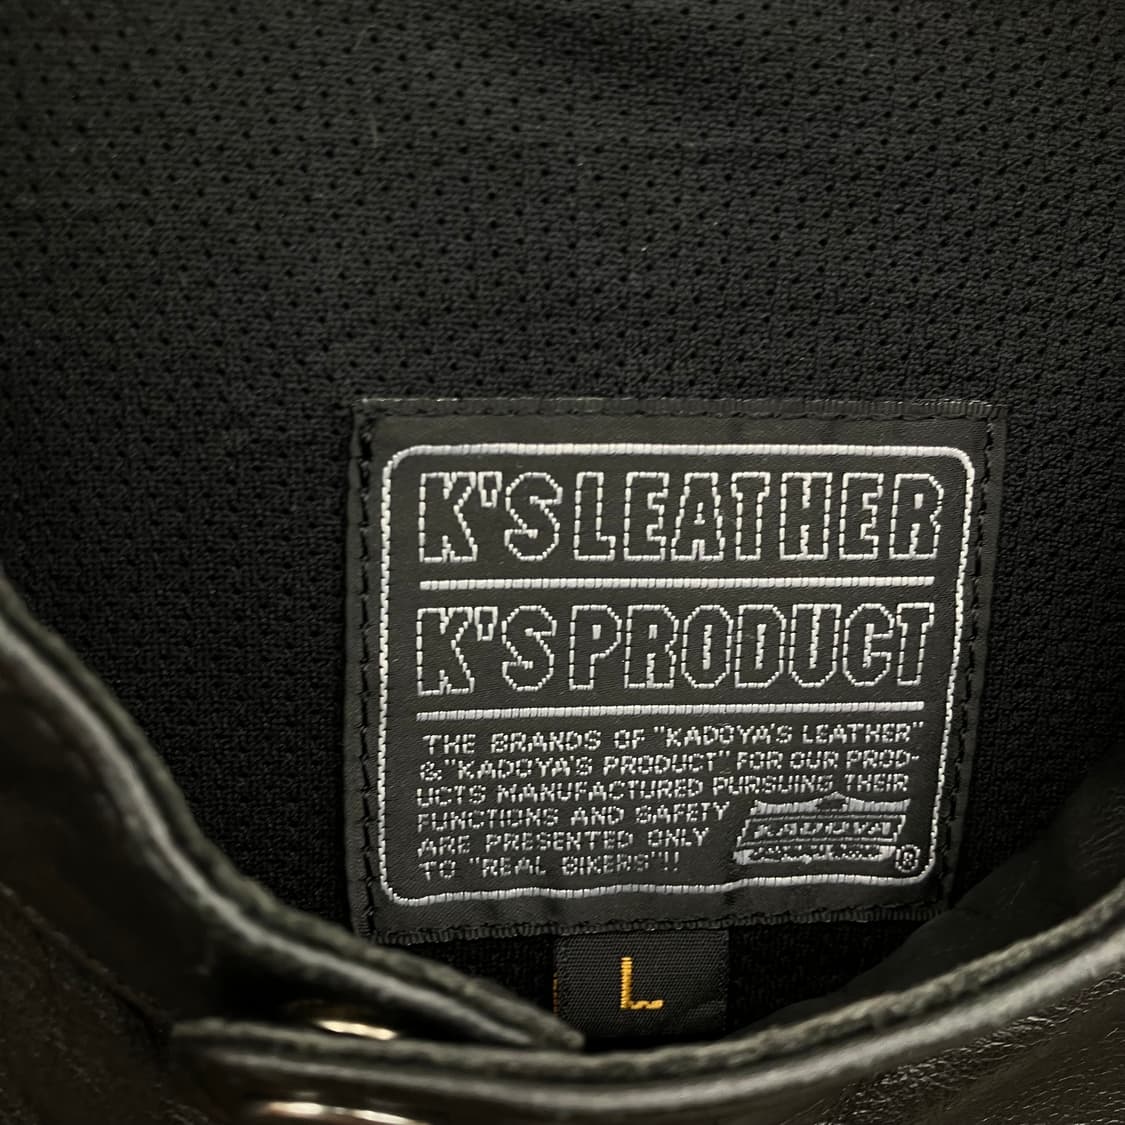 K'S LEATHER
K'S PRODUCT
THE BRANDS OF "KADOYA'S LEATHER"
&"KADOYA'S PRODUCT" FOR OUR PROD-
UCTS MANUFACTURED PURSUING THEIR
FUNCTIONS AND SAFETY
ARE PRESENTED ONLY
TO "REAL BIKERS"!!
KADOYA
®
L